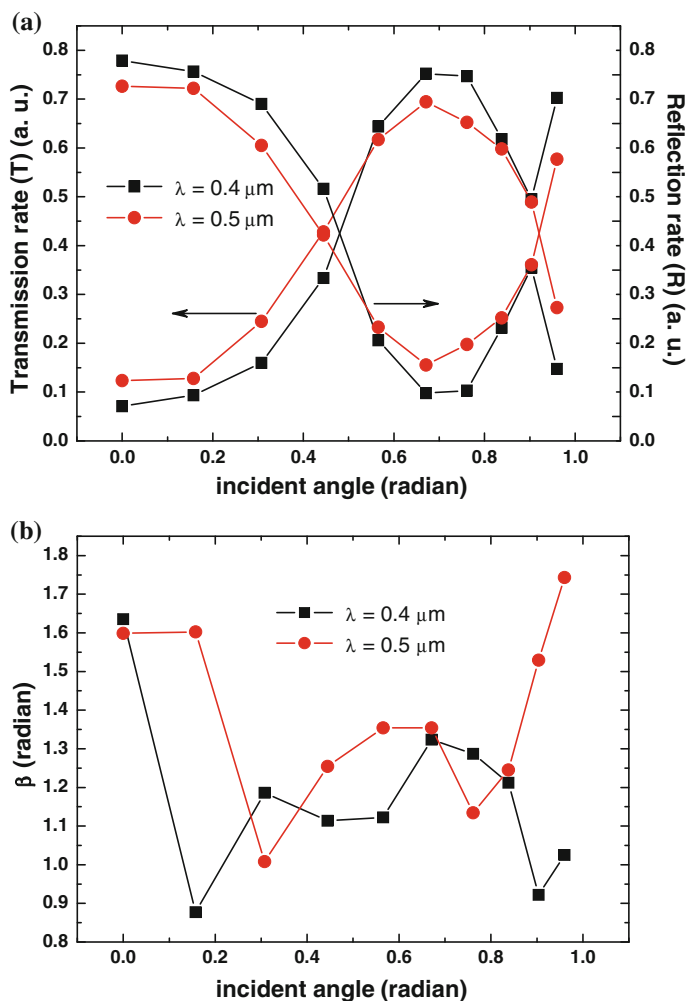 (a)
0.8
0.7
0.6
0.5
0.4
0.3
0.2
0.1
0.0
Transmission rate (T) (a. u.)
λ = 0.4 μm
λ = 0.5 μm
0.8
0.7
0.6
0.5
0.4
0.3
0.2
0.1
0.0
Reflection rate (R) (a. u.)
0.0 0.2 0.4 0.6 0.8 1.0
incident angle (radian)
(b)
1.8
1.7
1.6
1.5
1.4
1.3
1.2
1.1
1.0
0.9
0.8
β (radian)
λ = 0.4 μm
λ = 0.5 μm
0.0 0.2 0.4 0.6 0.8 1.0
incident angle (radian)